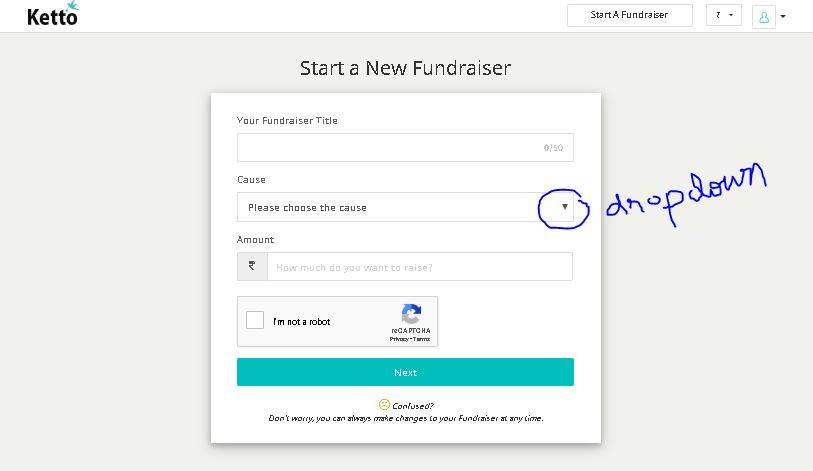 Ketto
Start A Fundraiser
₹
Start a New Fundraiser
Your Fundraiser Title
0/50
Cause
Please choose the cause
dropdown
Amount
₹ How much do you want to raise?
I'm not a robot
reCAPTCHA
Privacy - Terms
Next
Confused?
Don't worry, you can always make changes to your Fundraiser at any time.